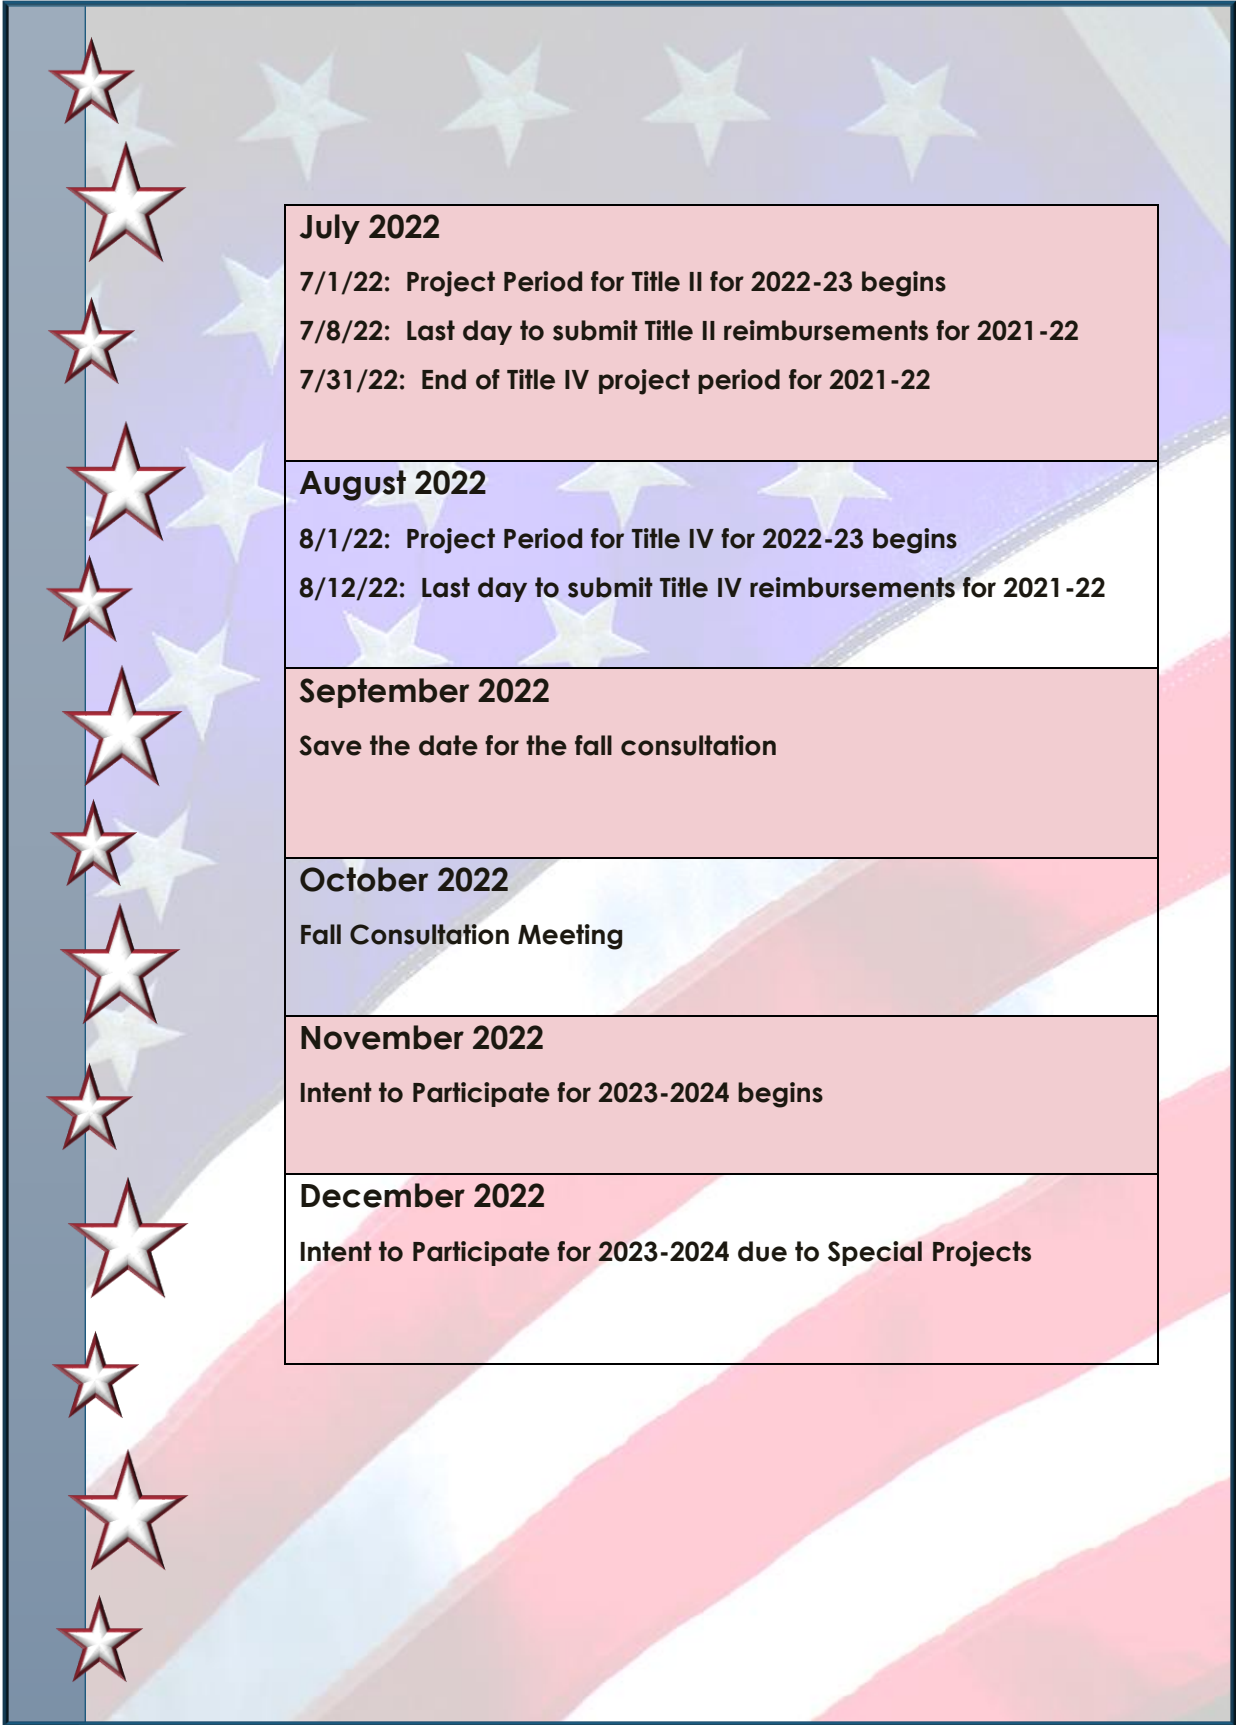 July 2022
7/1/22:  Project Period for Title II for 2022-23 begins
7/8/22:  Last day to submit Title II reimbursements for 2021-22
7/31/22:  End of Title IV project period for 2021-22
August 2022
8/1/22:  Project Period for Title IV for 2022-23 begins
8/12/22:  Last day to submit Title IV reimbursements for 2021-22
September 2022
Save the date for the fall consultation
October 2022
Fall Consultation Meeting
November 2022
Intent to Participate for 2023-2024 begins
December 2022
Intent to Participate for 2023-2024 due to Special Projects